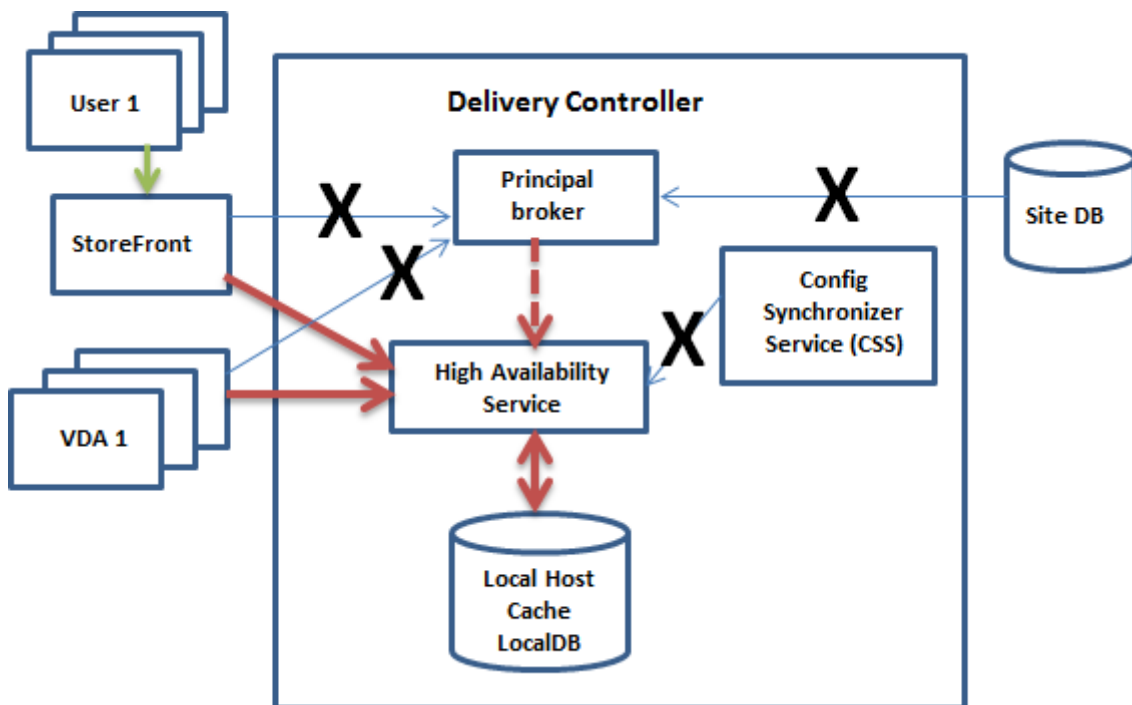 User 1
Delivery Controller
Principal
broker
X
X
Site DB
StoreFront
X
Config
Synchronizer
Service (CSS)
X
High Availability
Service
VDA 1
Local Host
Cache
LocalDB